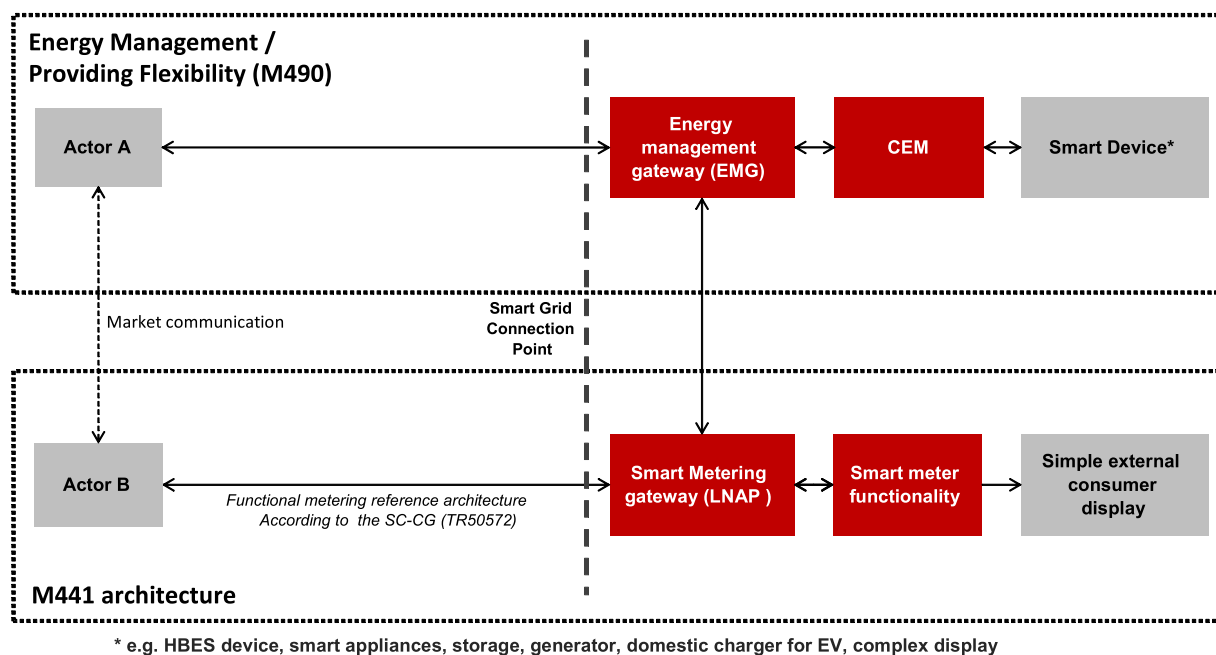 Energy Management /
Providing Flexibility (M490)
Actor A
Energy
management
gateway (EMG)
CEM
Smart Device*
Market communication
Smart Grid
Connection
Point
Actor B
Functional metering reference architecture
According to the SC-CG (TR50572)
Smart Metering
gateway (LNAP )
Smart meter
functionality
Simple external
consumer
display
M441 architecture
* e.g. HBES device, smart appliances, storage, generator, domestic charger for EV, complex display